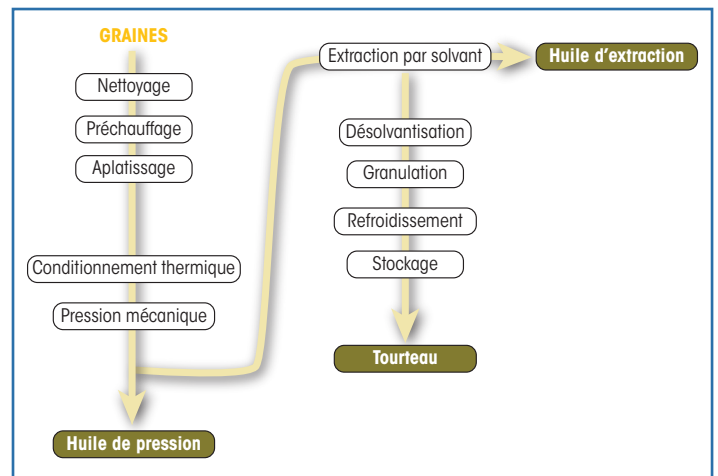 GRAINES
Nettoyage
Préchauffage
Aplatissage
Conditionnement thermique
Pression mécanique
Huile de pression
Extraction par solvant
Huile d'extraction
Désolvantisation
Granulation
Refroidissement
Stockage
Tourteau